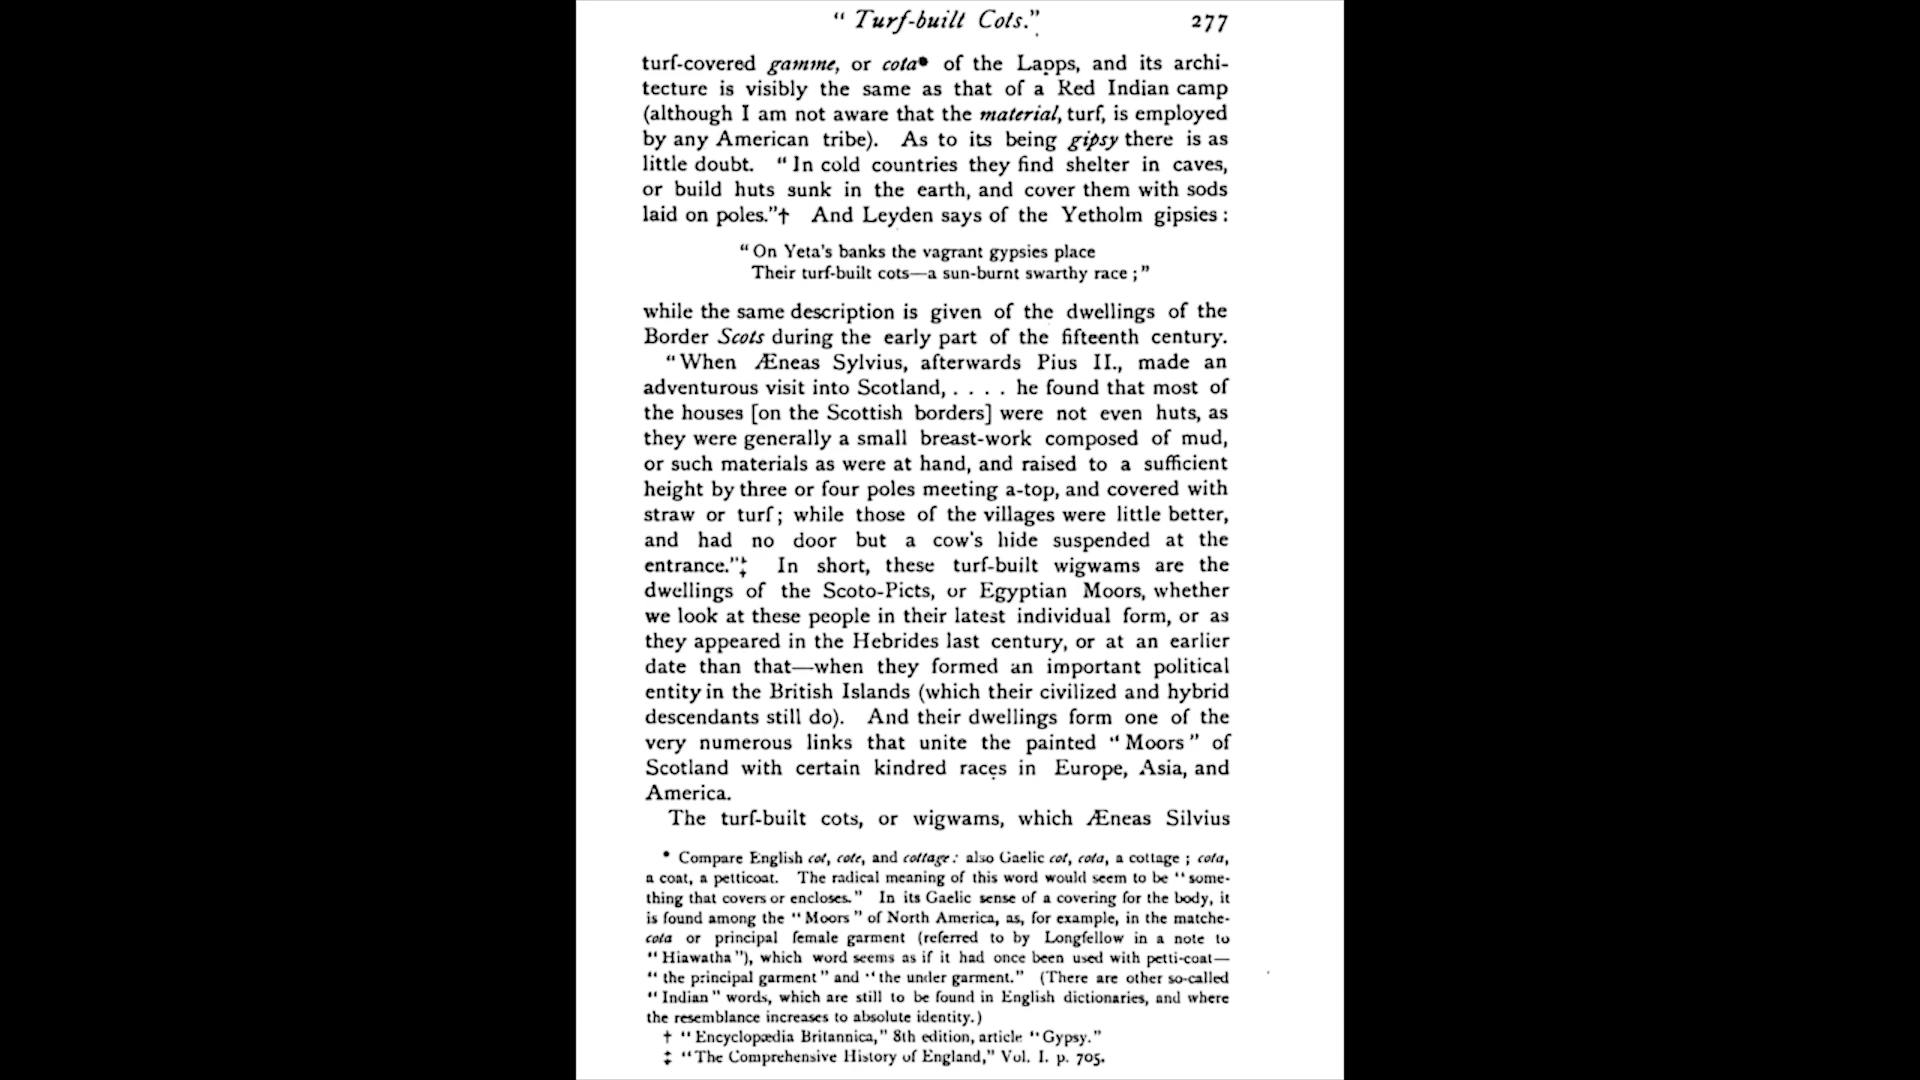 " Turf-built Cots." 277
turf-covered gamme, or cota* of the Lapps, and its archi-
tecture is visibly the same as that of a Red Indian camp
(although I am not aware that the material, turf, is employed
by any American tribe). As to its being gipsy there is as
little doubt. "In cold countries they find shelter in caves,
or build huts sunk in the earth, and cover them with sods
laid on poles."† And Leyden says of the Yetholm gipsies :
"On Yeta's banks the vagrant gypsies place
Their turf-built cots—a sun-burnt swarthy race ;"
while the same description is given of the dwellings of the
Border Scots during the early part of the fifteenth century.
"When Æneas Sylvius, afterwards Pius II., made an
adventurous visit into Scotland, . . . . he found that most of
the houses [on the Scottish borders] were not even huts, as
they were generally a small breast-work composed of mud,
or such materials as were at hand, and raised to a sufficient
height by three or four poles meeting a-top, and covered with
straw or turf ; while those of the villages were little better,
and had no door but a cow's hide suspended at the
entrance."‡ In short, these turf-built wigwams are the
dwellings of the Scoto-Picts, or Egyptian Moors, whether
we look at these people in their latest individual form, or as
they appeared in the Hebrides last century, or at an earlier
date than that—when they formed an important political
entity in the British Islands (which their civilized and hybrid
descendants still do). And their dwellings form one of the
very numerous links that unite the painted "Moors" of
Scotland with certain kindred races in Europe, Asia, and
America.
The turf-built cots, or wigwams, which Æneas Silvius
* Compare English cot, cote, and cottage : also Gaelic cot, cota, a cottage ; cota,
a coat, a petticoat. The radical meaning of this word would seem to be "some-
thing that covers or encloses." In its Gaelic sense of a covering for the body, it
is found among the "Moors" of North America, as, for example, in the matche-
cota or principal female garment (referred to by Longfellow in a note to
"Hiawatha"), which word seems as if it had once been used with petti-coat—
"the principal garment" and "the under garment." (There are other so-called
"Indian" words, which are still to be found in English dictionaries, and where
the resemblance increases to absolute identity.)
† "Encyclopædia Britannica," 8th edition, article "Gypsy."
‡ "The Comprehensive History of England," Vol. I. p. 705.